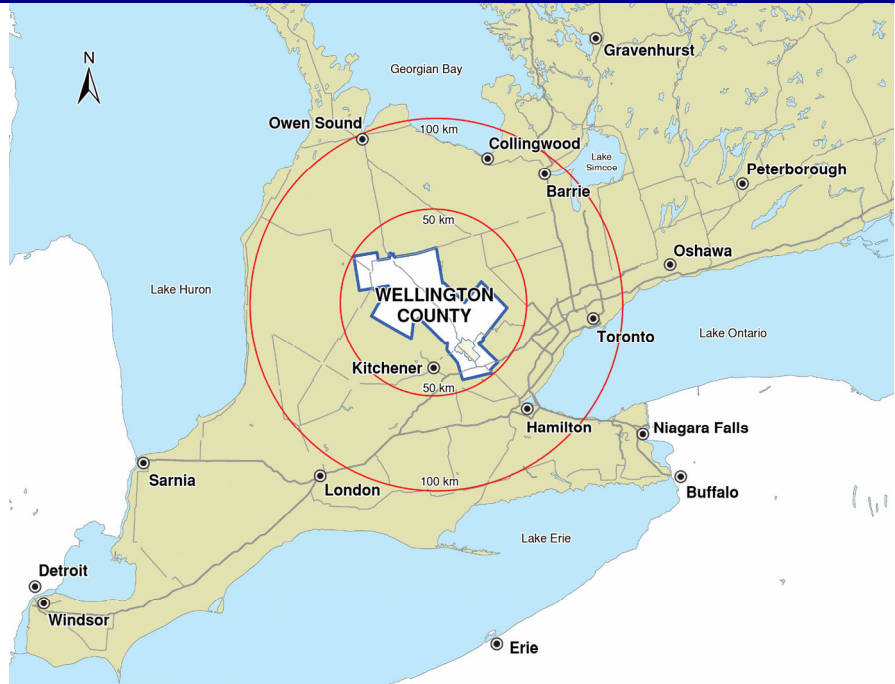 Gravenhurst
N
Georgian Bay
Owen Sound
100 km
Collingwood
Lake
Simcoe
Barrie
Peterborough
50 km
Oshawa
Lake Huron
WELLINGTON
COUNTY
Toronto
Lake Ontario
Kitchener
50 km
Hamilton
Niagara Falls
Sarnia
London
100 km
Buffalo
Lake Erie
Detroit
Windsor
Erie